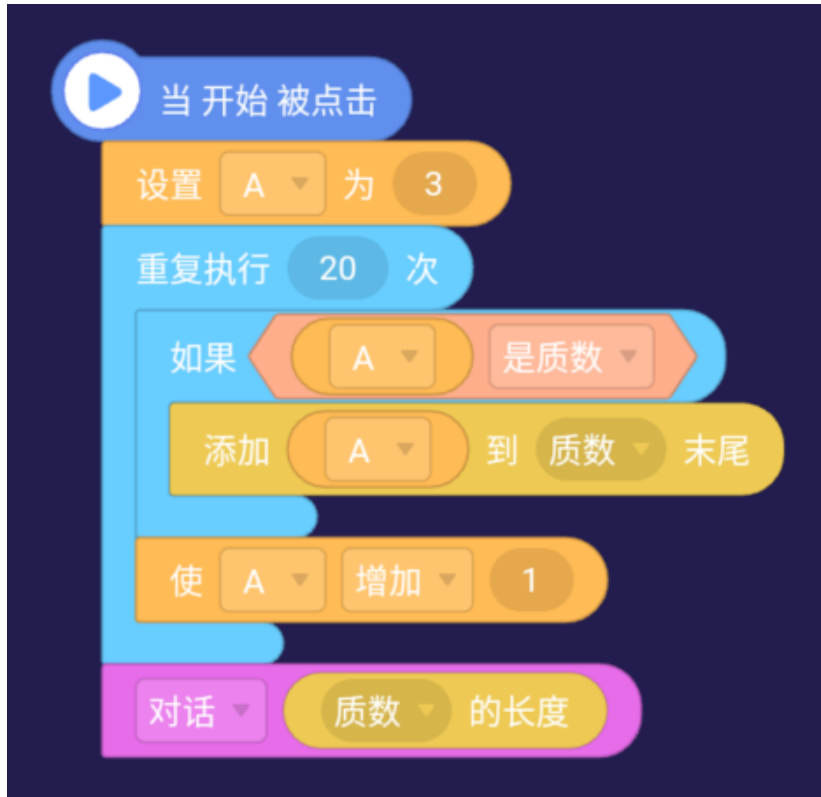 当 开始 被点击
设置 A 为 3
重复执行 20 次
如果 A 是质数
添加 A 到 质数 末尾
使 A 增加 1
对话 质数 的长度